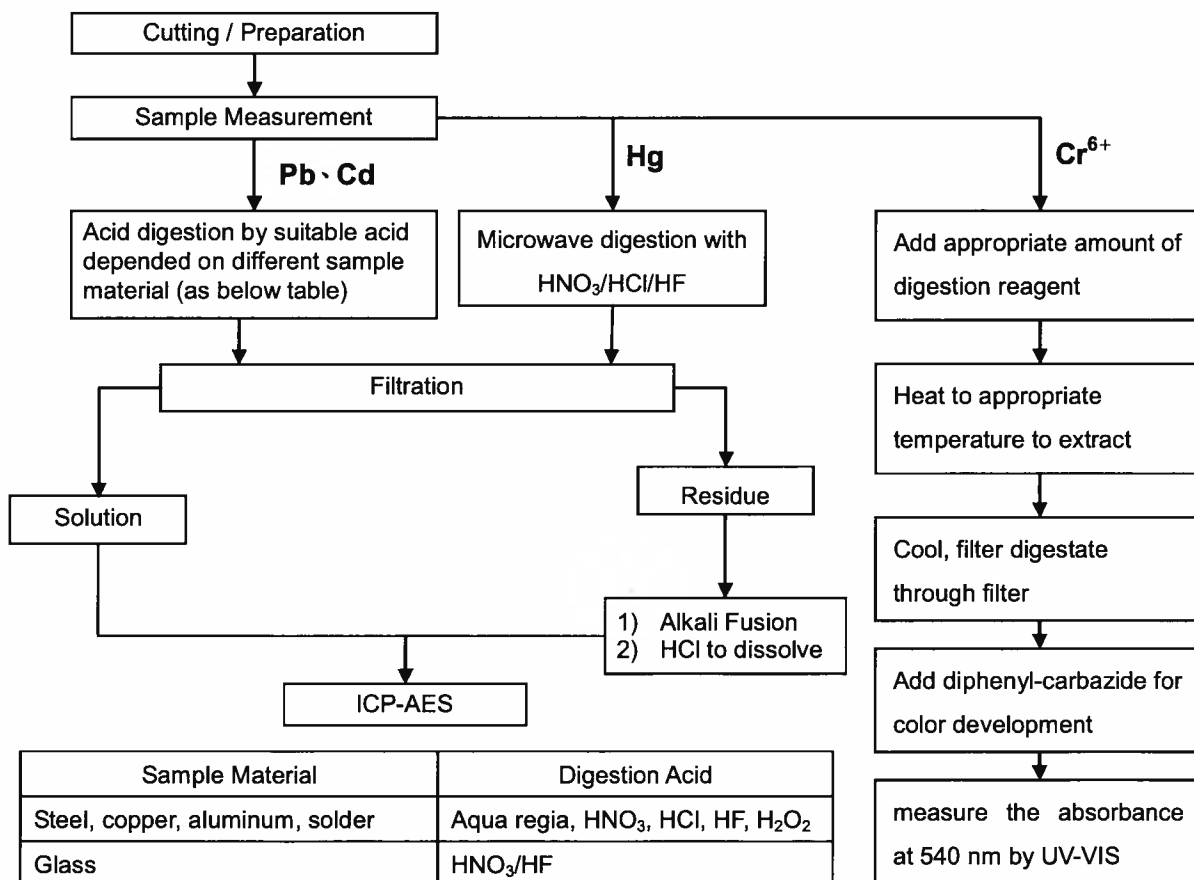 Cutting / Preparation
Sample Measurement
Pb、Cd
Hg
Cr⁶⁺
Acid digestion by suitable acid
depended on different sample
material (as below table)
Microwave digestion with
HNO₃/HCl/HF
Add appropriate amount of
digestion reagent
Filtration
Heat to appropriate
temperature to extract
Solution
Residue
Cool, filter digestate
through filter
1) Alkali Fusion
2) HCl to dissolve
ICP-AES
Add diphenyl-carbazide for
color development
measure the absorbance
at 540 nm by UV-VIS
Sample Material Digestion Acid
Steel, copper, aluminum, solder Aqua regia, HNO₃, HCl, HF, H₂O₂
Glass HNO₃/HF